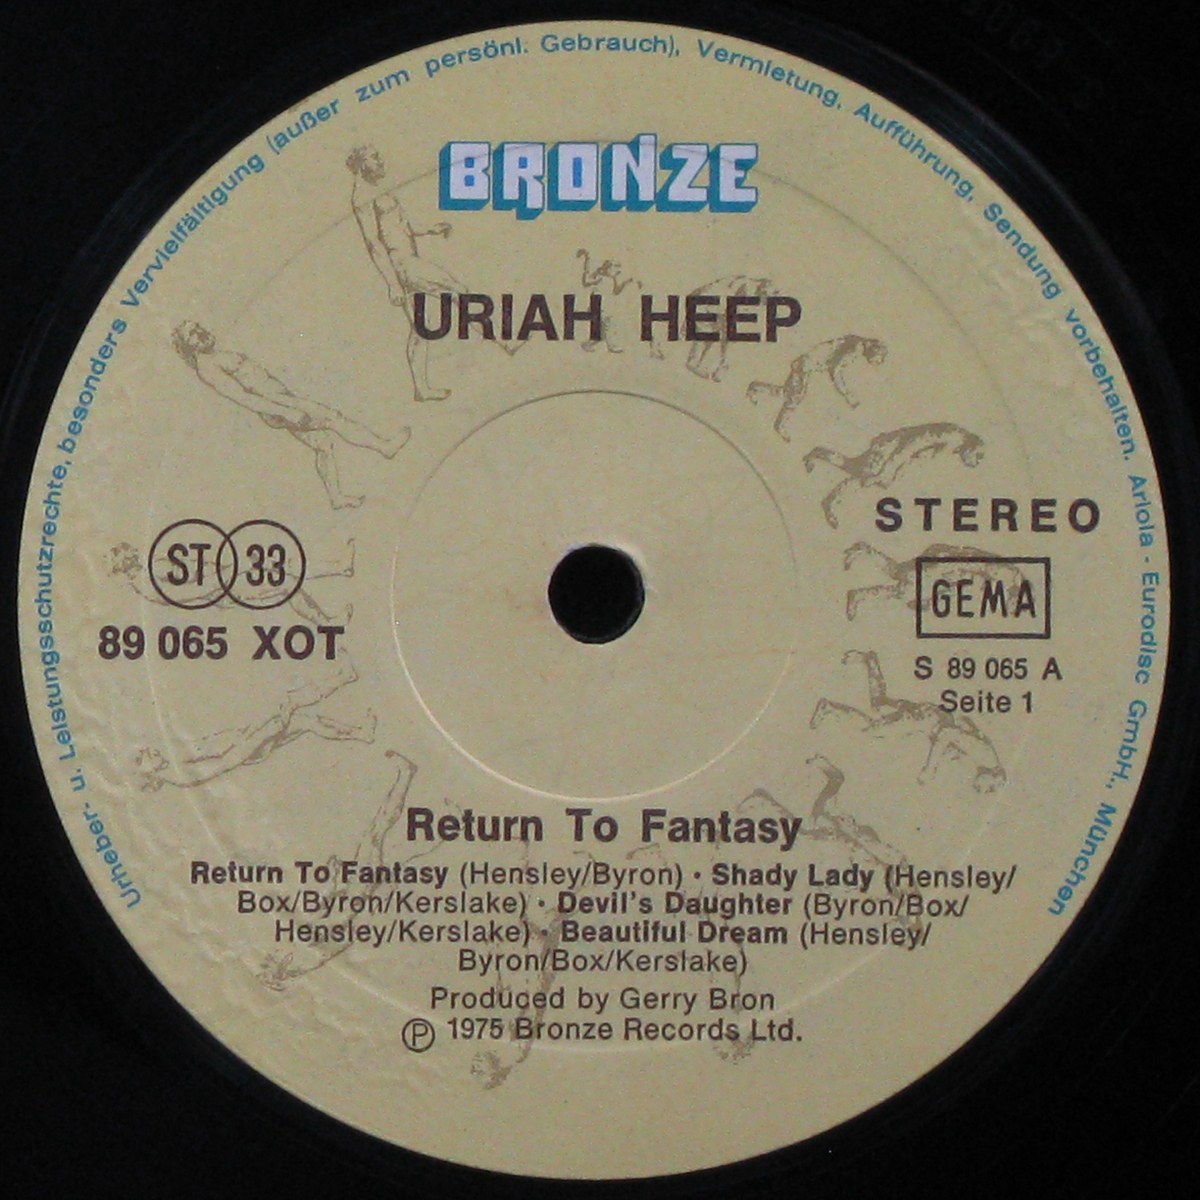 Urheber- u. Leistungsschutzrechte, besonders Vervielfältigung (außer zum persönl. Gebrauch), Vermietung, Aufführung, Sendung vorbehalten. Ariola - Eurodisc GmbH., München
BRONZE
URIAH HEEP
STEREO
ST 33
GEMA
89 065 XOT
S 89 065 A
Seite 1
Return To Fantasy
Return To Fantasy (Hensley/Byron) · Shady Lady (Hensley/
Box/Byron/Kerslake) · Devil's Daughter (Byron/Box/
Hensley/Kerslake) · Beautiful Dream (Hensley/
Byron/Box/Kerslake)
Produced by Gerry Bron
Ⓟ 1975 Bronze Records Ltd.